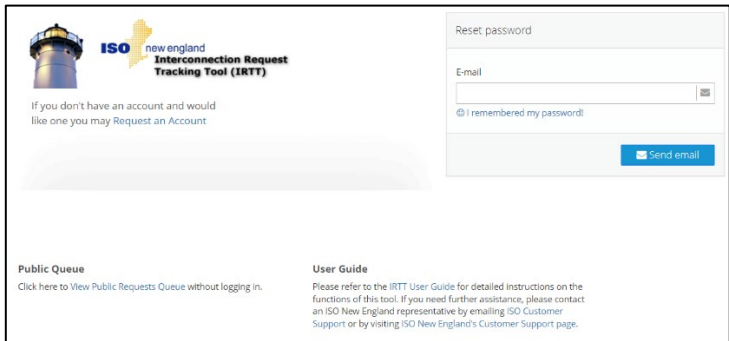 ISO new england
Interconnection Request
Tracking Tool (IRTT)
If you don't have an account and would
like one you may Request an Account
Reset password
E-mail
I remembered my password!
Send email
Public Queue
Click here to View Public Requests Queue without logging in.
User Guide
Please refer to the IRTT User Guide for detailed instructions on the
functions of this tool. If you need further assistance, please contact
an ISO New England representative by emailing ISO Customer
Support or by visiting ISO New England's Customer Support page.